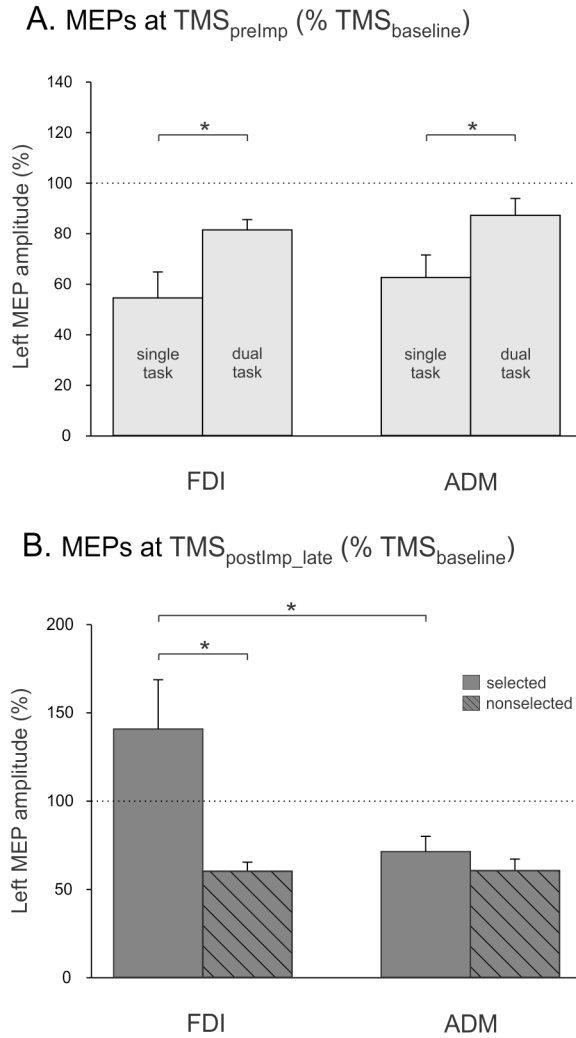 A. MEPs at TMSpreImp (% TMSbaseline)
Left MEP amplitude (%)
140
120
100
80
60
40
20
0
*
*
single
task
dual
task
single
task
dual
task
FDI
ADM
B. MEPs at TMSpostImp_late (% TMSbaseline)
Left MEP amplitude (%)
200
150
100
50
0
*
*
selected
nonselected
FDI
ADM